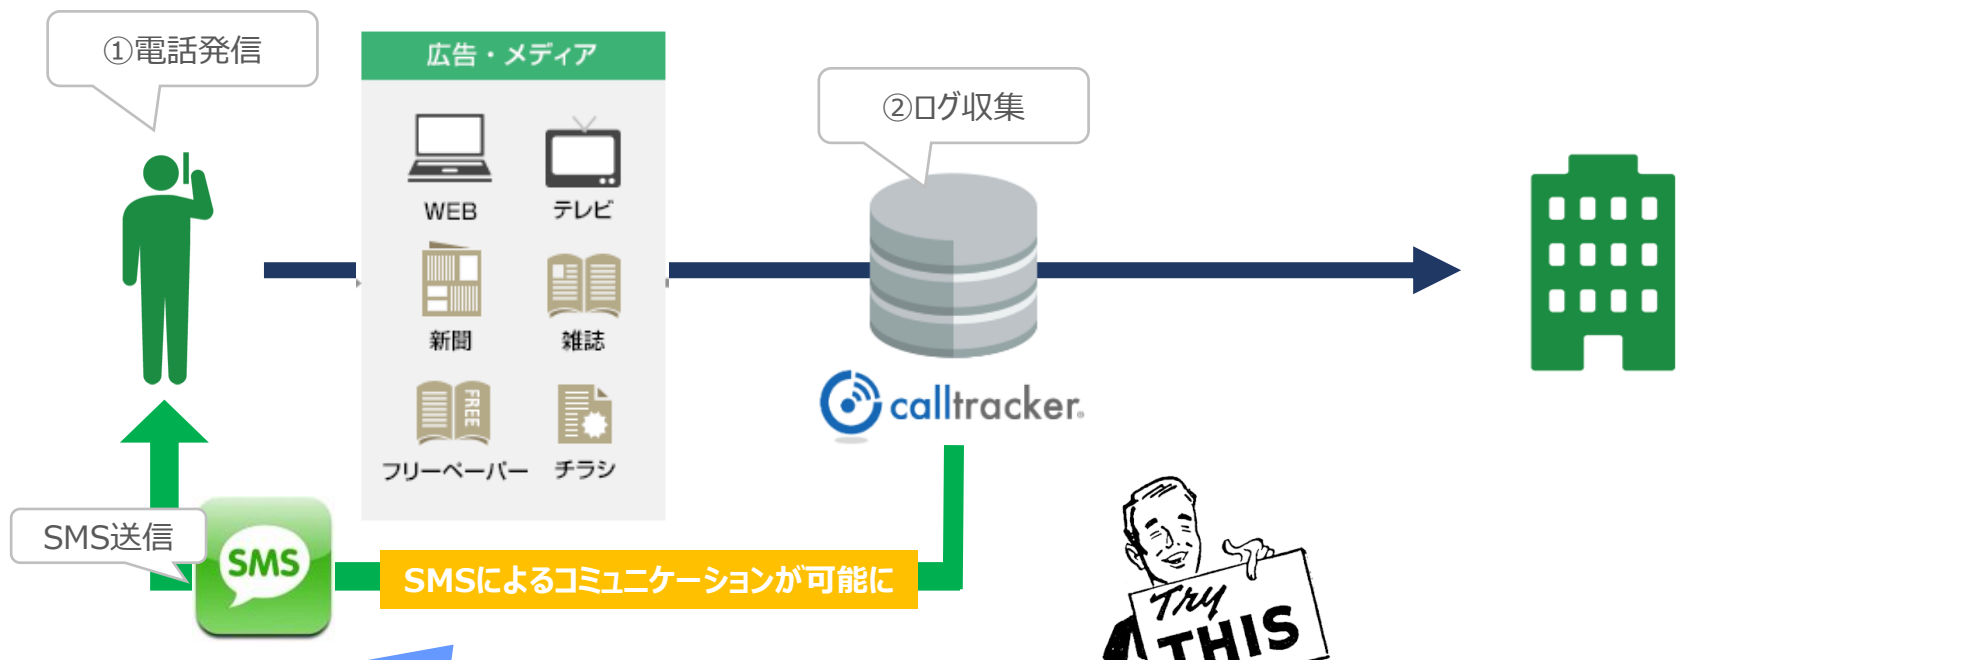 ①電話発信
広告・メディア
②ログ収集
WEB
テレビ
新聞
雑誌
FREE
フリーペーパー
チラシ
calltracker®
SMS送信
SMS
SMSによるコミュニケーションが可能に
Try
THIS